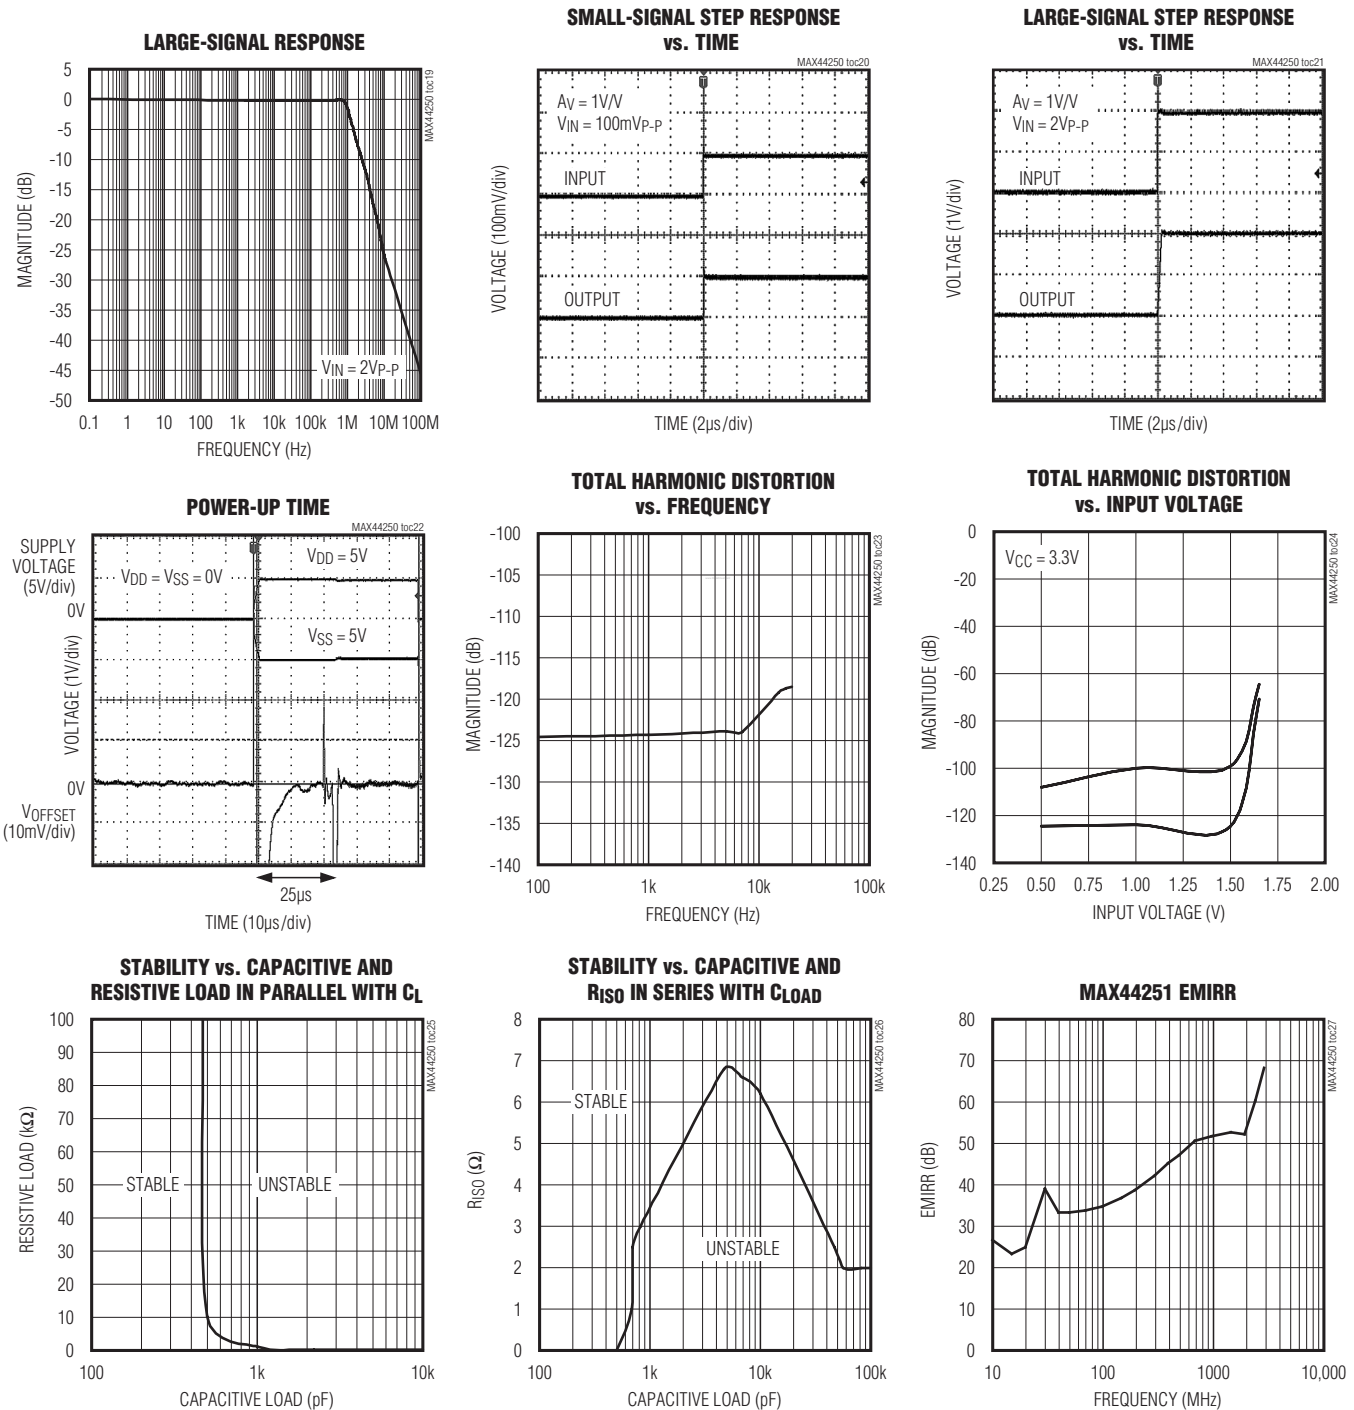 LARGE-SIGNAL RESPONSE
MAX44250 toc19
MAGNITUDE (dB)
5
0
-5
-10
-15
-20
-25
-30
-35
-40
-45
-50
VIN = 2VP-P
0.1 1 10 100 1k 10k 100k 1M 10M 100M
FREQUENCY (Hz)
SMALL-SIGNAL STEP RESPONSE
vs. TIME
MAX44250 toc20
AV = 1V/V
VIN = 100mVP-P
INPUT
OUTPUT
VOLTAGE (100mV/div)
TIME (2µs/div)
LARGE-SIGNAL STEP RESPONSE
vs. TIME
MAX44250 toc21
AV = 1V/V
VIN = 2VP-P
INPUT
OUTPUT
VOLTAGE (1V/div)
TIME (2µs/div)
POWER-UP TIME
MAX44250 toc22
SUPPLY
VOLTAGE
(5V/div)
0V
VOLTAGE (1V/div)
0V
VOFFSET
(10mV/div)
VDD = VSS = 0V
VDD = 5V
VSS = 5V
25µs
TIME (10µs/div)
TOTAL HARMONIC DISTORTION
vs. FREQUENCY
MAX44250 toc23
MAGNITUDE (dB)
-100
-105
-110
-115
-120
-125
-130
-135
-140
100 1k 10k 100k
FREQUENCY (Hz)
TOTAL HARMONIC DISTORTION
vs. INPUT VOLTAGE
MAX44250 toc24
VCC = 3.3V
MAGNITUDE (dB)
0
-20
-40
-60
-80
-100
-120
-140
0.25 0.50 0.75 1.00 1.25 1.50 1.75 2.00
INPUT VOLTAGE (V)
STABILITY vs. CAPACITIVE AND
RESISTIVE LOAD IN PARALLEL WITH CL
MAX44250 toc25
RESISTIVE LOAD (kΩ)
100
90
80
70
60
50
40
30
20
10
0
STABLE
UNSTABLE
100 1k 10k
CAPACITIVE LOAD (pF)
STABILITY vs. CAPACITIVE AND
RISO IN SERIES WITH CLOAD
MAX44250 toc26
RISO (Ω)
8
7
6
5
4
3
2
1
0
STABLE
UNSTABLE
1k 10k 100k
CAPACITIVE LOAD (pF)
MAX44251 EMIRR
MAX44250 toc27
EMIRR (dB)
80
70
60
50
40
30
20
10
0
10 100 1000 10,000
FREQUENCY (MHz)